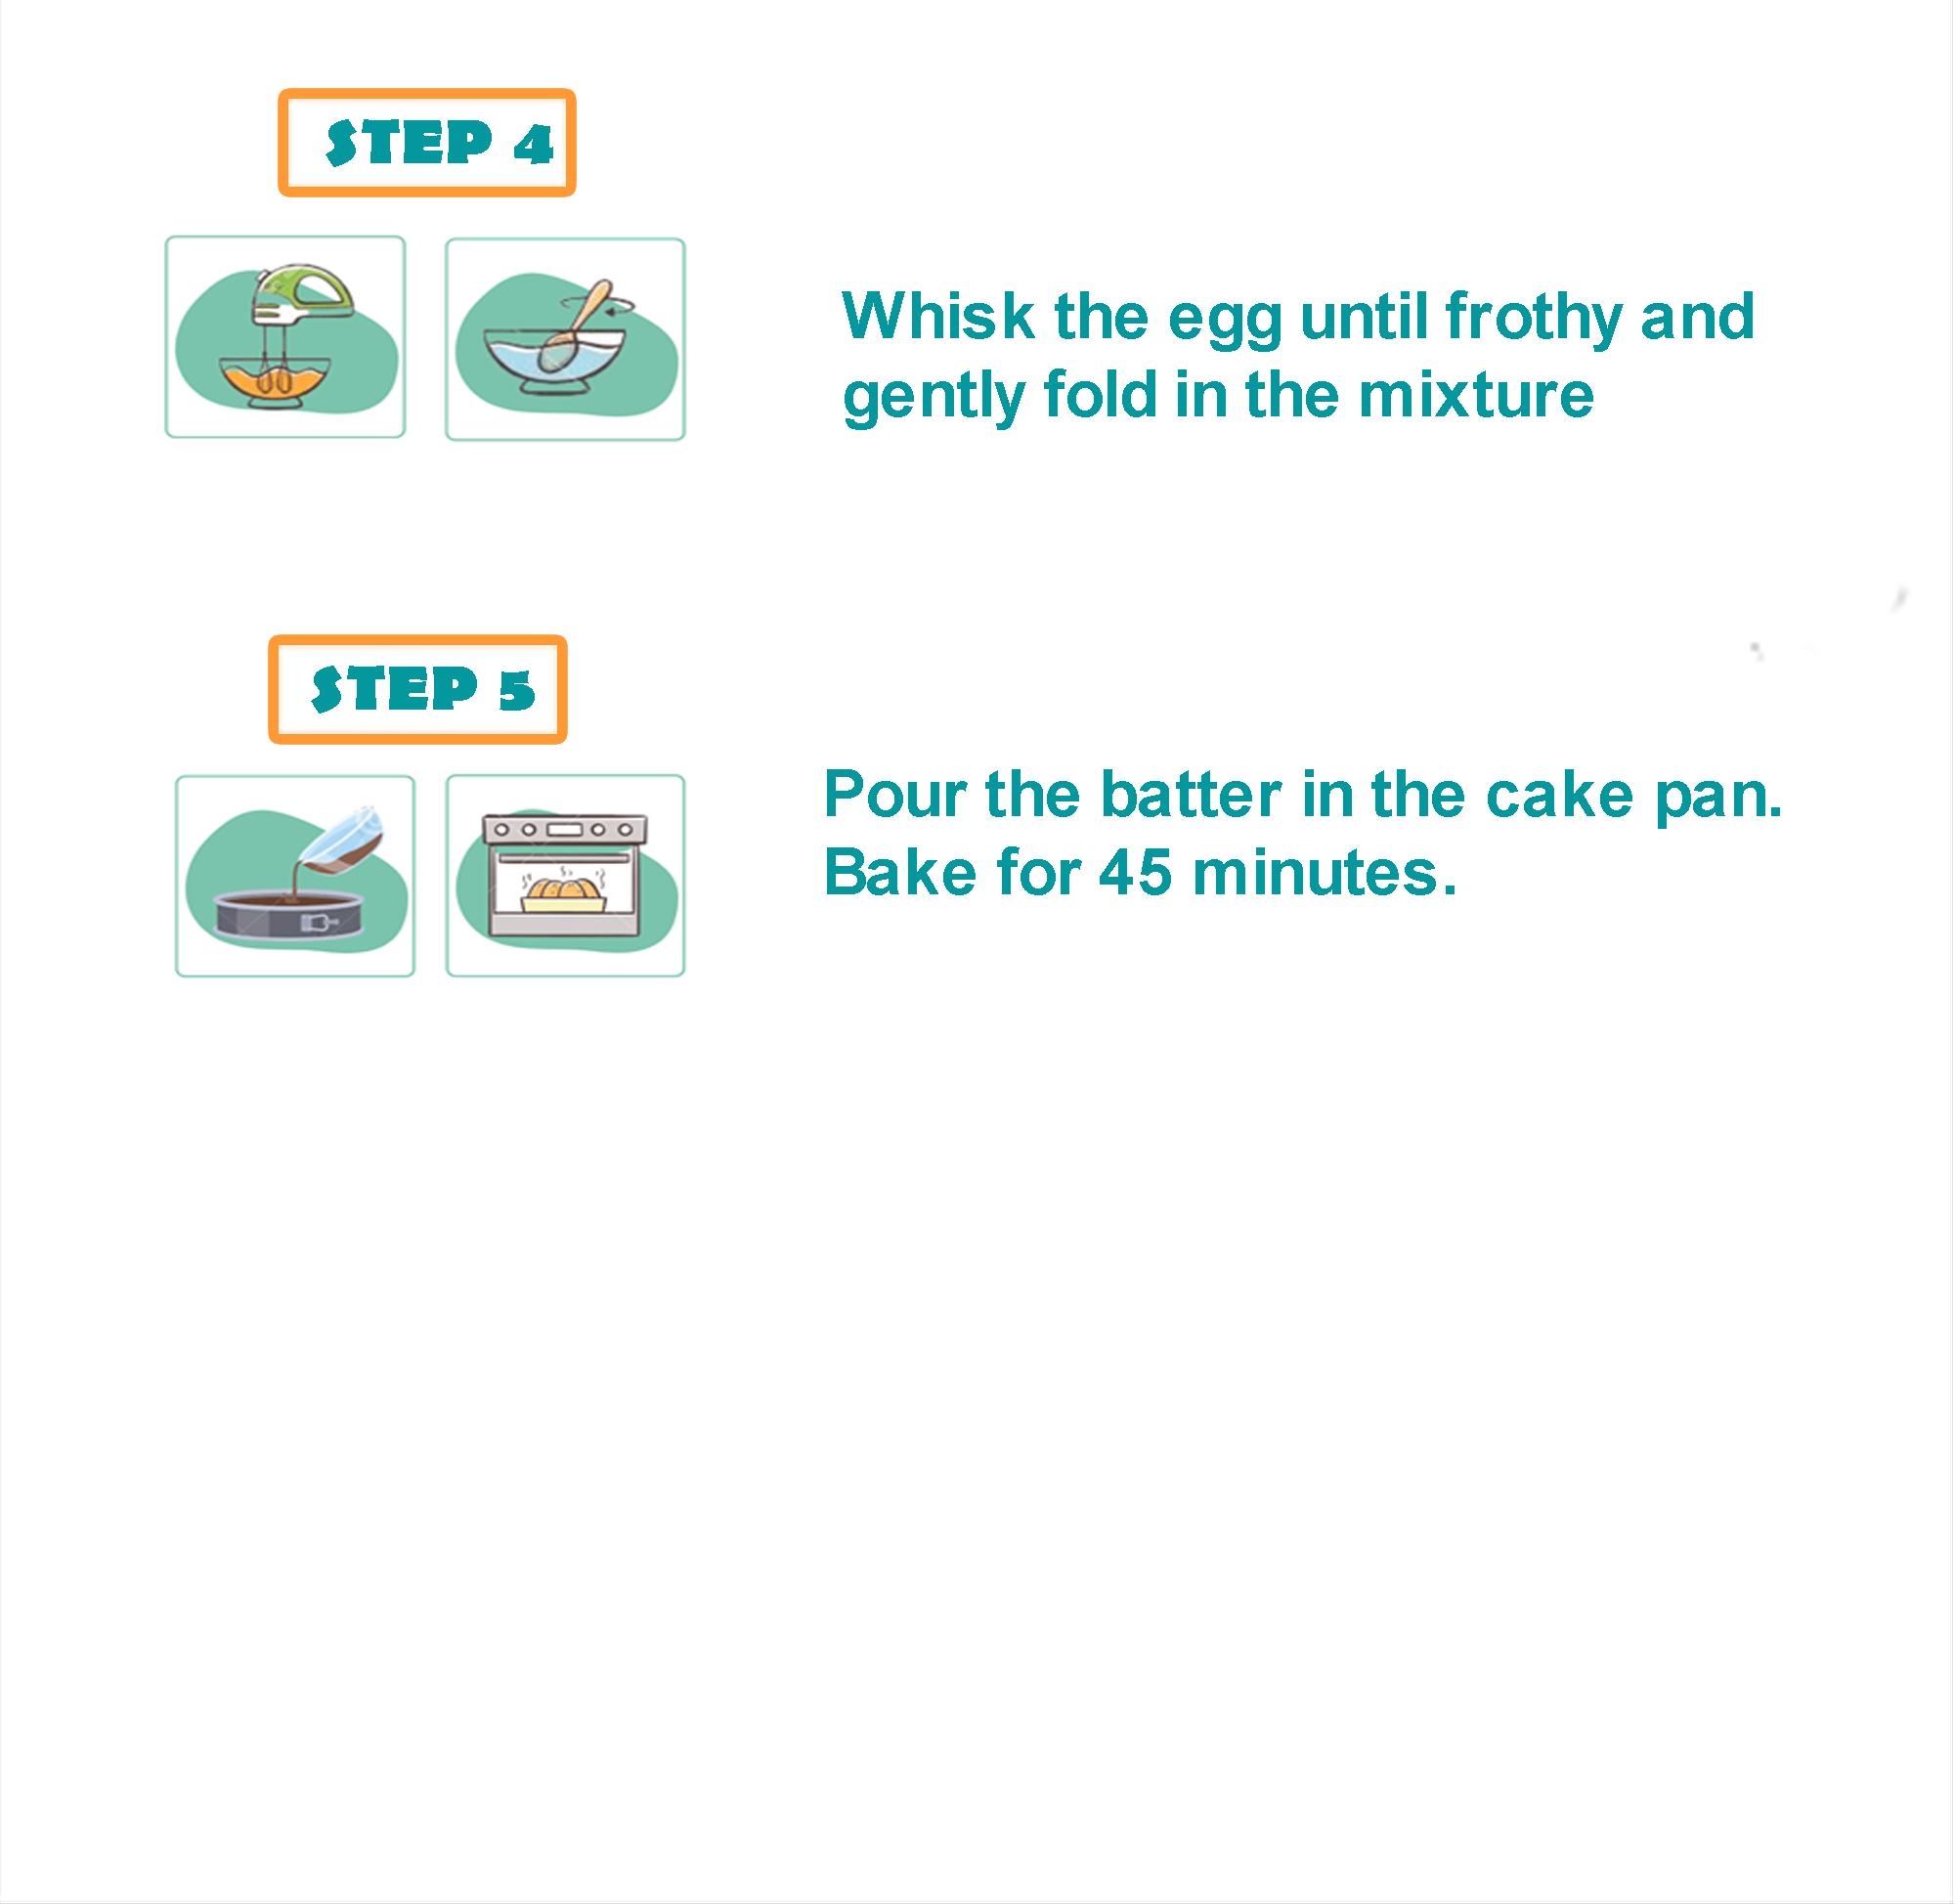 STEP 4
Whisk the egg until frothy and
gently fold in the mixture
STEP 5
Pour the batter in the cake pan.
Bake for 45 minutes.